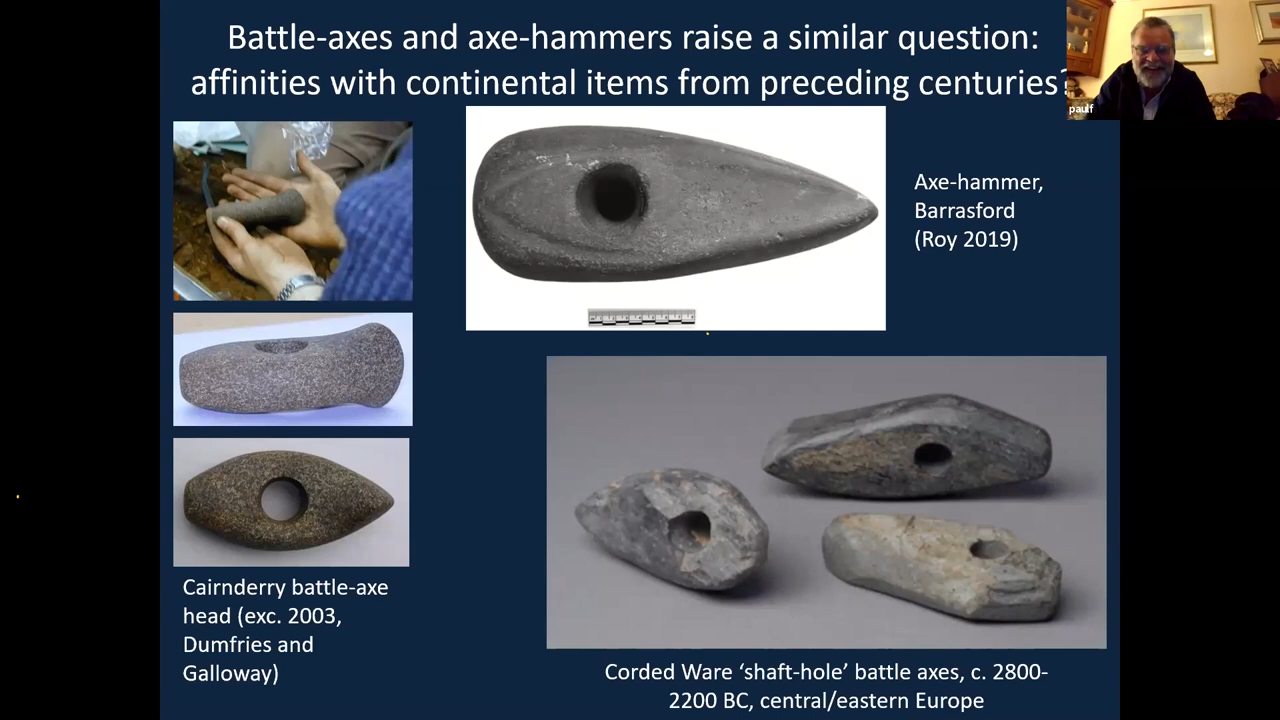 Battle-axes and axe-hammers raise a similar question:
affinities with continental items from preceding centuries?
paulf
Axe-hammer,
Barrasford
(Roy 2019)
Cairnderry battle-axe
head (exc. 2003,
Dumfries and
Galloway)
Corded Ware ‘shaft-hole’ battle axes, c. 2800-
2200 BC, central/eastern Europe